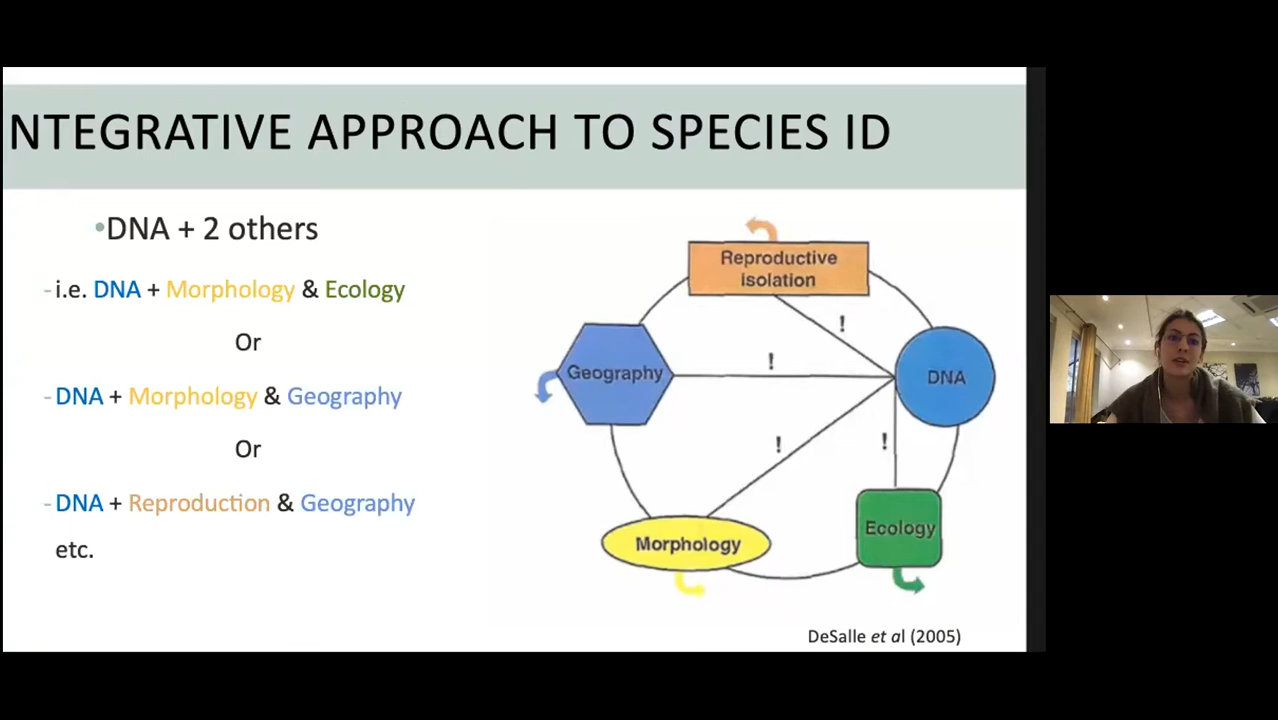 NTEGRATIVE APPROACH TO SPECIES ID
•DNA + 2 others
- i.e. DNA + Morphology & Ecology
Or
- DNA + Morphology & Geography
Or
- DNA + Reproduction & Geography
etc.
Reproductive
isolation
!
!
Geography
DNA
!
!
Ecology
Morphology
DeSalle et al (2005)